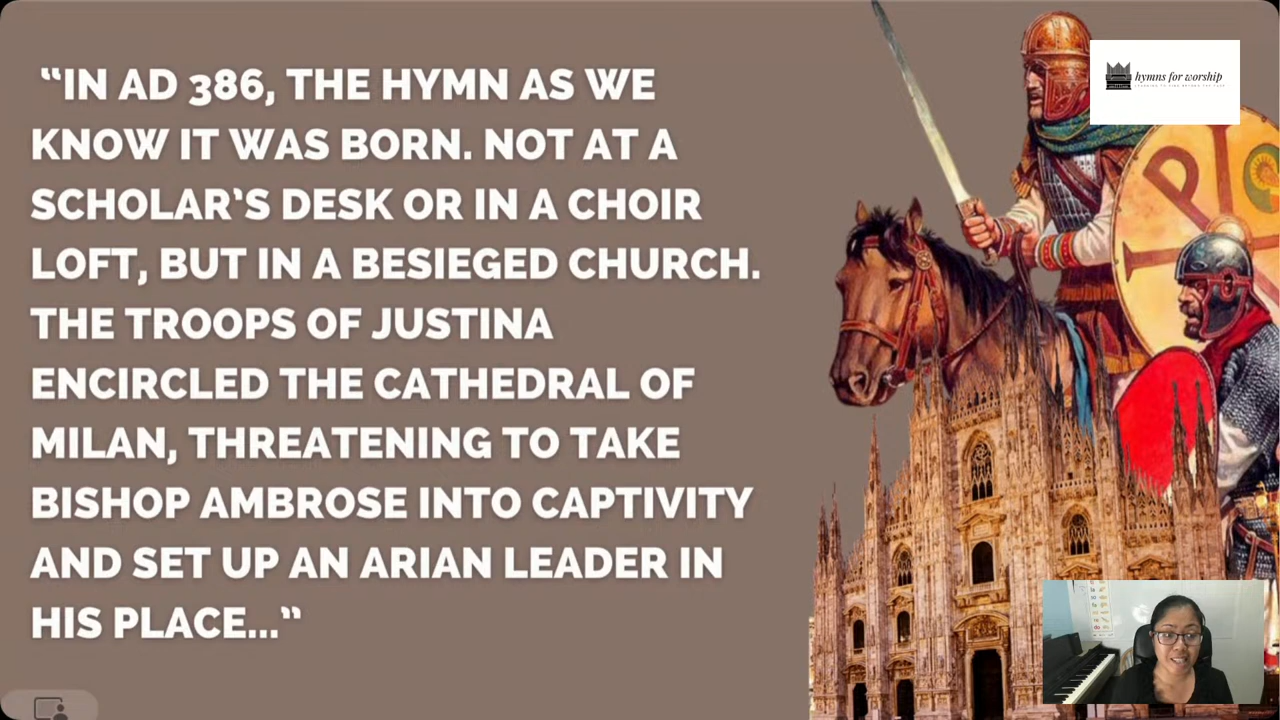 “IN AD 386, THE HYMN AS WE
KNOW IT WAS BORN. NOT AT A
SCHOLAR’S DESK OR IN A CHOIR
LOFT, BUT IN A BESIEGED CHURCH.
THE TROOPS OF JUSTINA
ENCIRCLED THE CATHEDRAL OF
MILAN, THREATENING TO TAKE
BISHOP AMBROSE INTO CAPTIVITY
AND SET UP AN ARIAN LEADER IN
HIS PLACE...”
hymns for worship